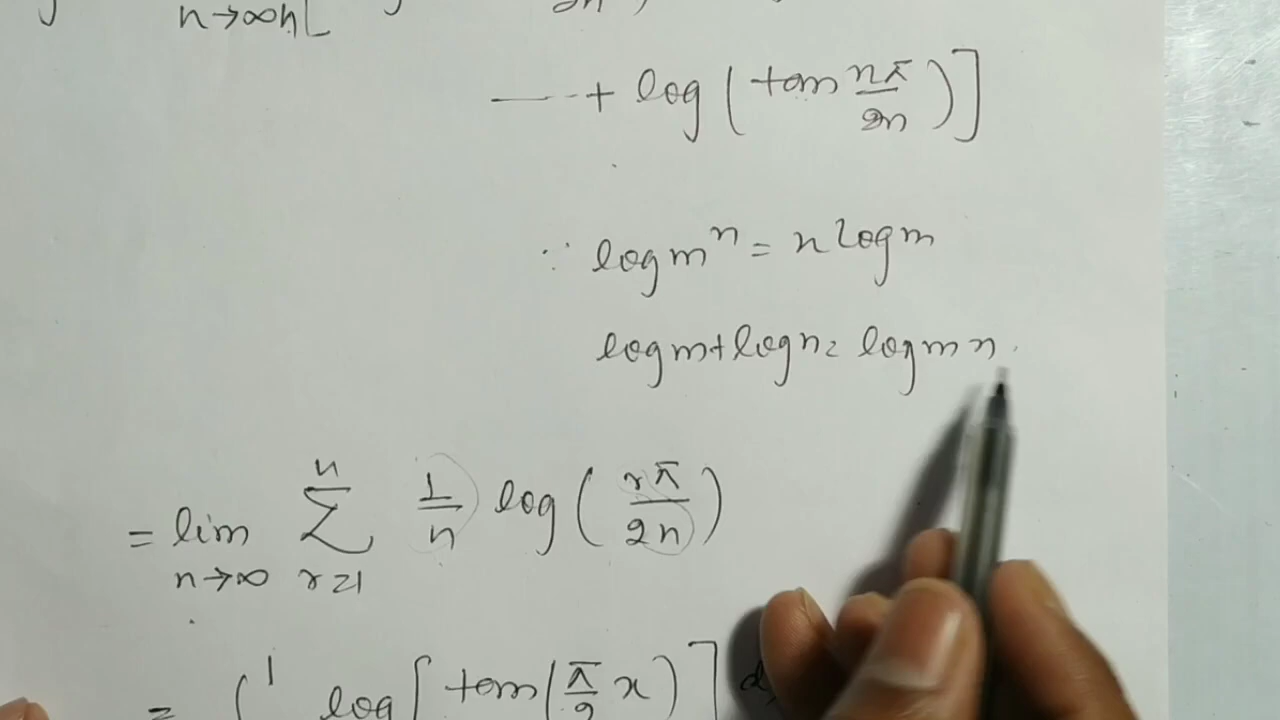 n→∞ n[
—--+ log(tan nπ/2n)]
∵ log mⁿ = n log m
log m + log n = log m n.
= lim n→∞ Σ r=1 n 1/n log(rπ/2n)
= ∫ 1 log[tan(π/2 x)] d